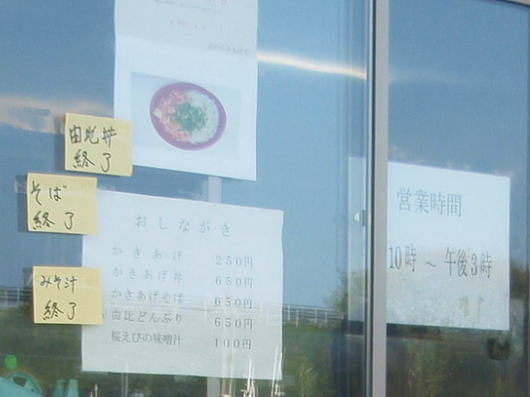 由比丼
終了
そば
終了
みそ汁
終了
おしながき
かきあげ 250円
かきあげ丼 650円
かきあげそば 650円
由比どんぶり 650円
桜えびの味噌汁 100円
営業時間
10時 ～ 午後3時